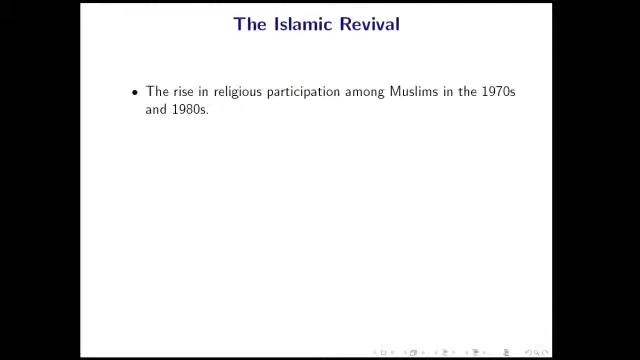 The Islamic Revival
• The rise in religious participation among Muslims in the 1970s
and 1980s.